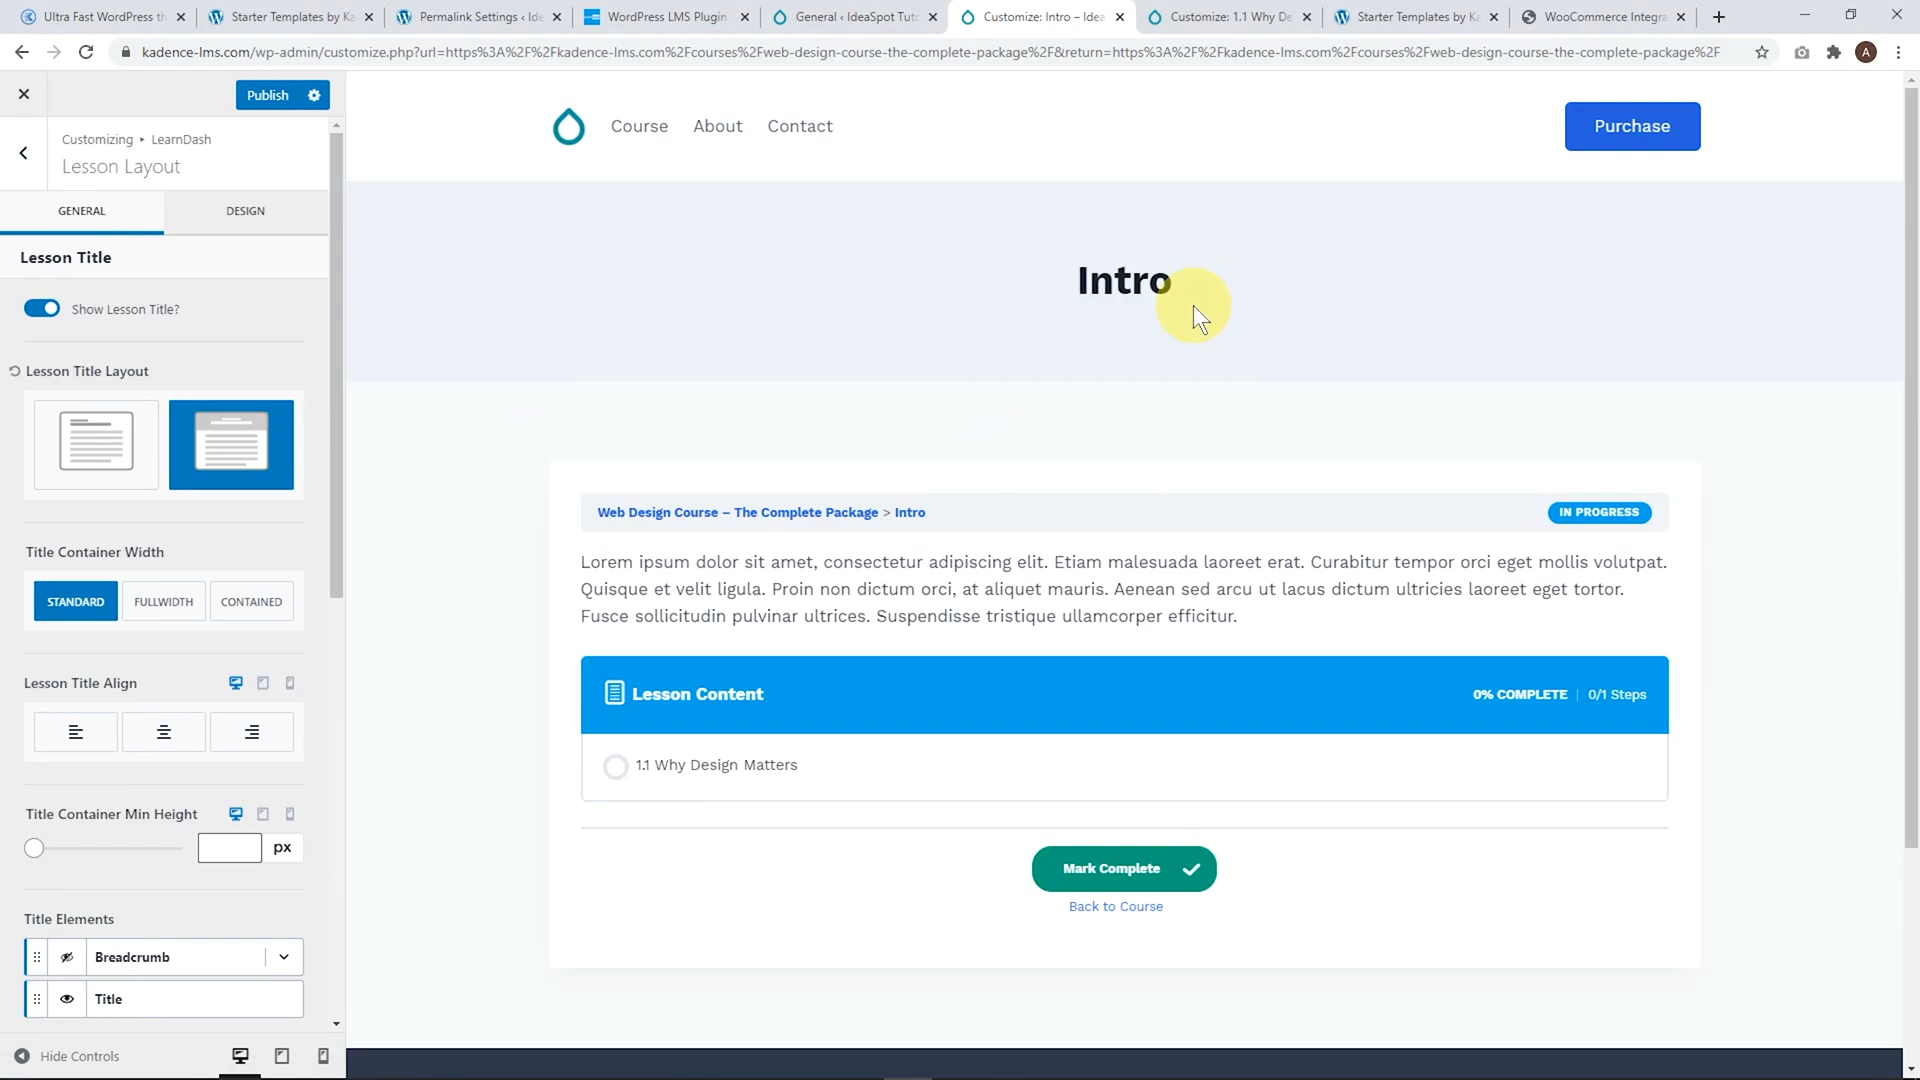 Ultra Fast WordPress th
Starter Templates by Ka
Permalink Settings ‹ Ide
WordPress LMS Plugin
General ‹ IdeaSpot Tuto
Customize: Intro – Idea
Customize: 1.1 Why De
Starter Templates by Ka
WooCommerce Integra
kadence-lms.com/wp-admin/customize.php?url=https%3A%2F%2Fkadence-lms.com%2Fcourses%2Fweb-design-course-the-complete-package%2F&return=https%3A%2F%2Fkadence-lms.com%2Fcourses%2Fweb-design-course-the-complete-package%2F
A
Publish
Customizing ▸ LearnDash
Lesson Layout
GENERAL
DESIGN
Lesson Title
Show Lesson Title?
Lesson Title Layout
Title Container Width
STANDARD
FULLWIDTH
CONTAINED
Lesson Title Align
Title Container Min Height
px
Title Elements
Breadcrumb
Title
Hide Controls
Course
About
Contact
Purchase
Intro
Web Design Course – The Complete Package > Intro
IN PROGRESS
Lorem ipsum dolor sit amet, consectetur adipiscing elit. Etiam malesuada laoreet erat. Curabitur tempor orci eget mollis volutpat.
Quisque et velit ligula. Proin non dictum orci, at aliquet mauris. Aenean sed arcu ut lacus dictum ultricies laoreet eget tortor.
Fusce sollicitudin pulvinar ultrices. Suspendisse tristique ullamcorper efficitur.
Lesson Content
0% COMPLETE | 0/1 Steps
1.1 Why Design Matters
Mark Complete
Back to Course